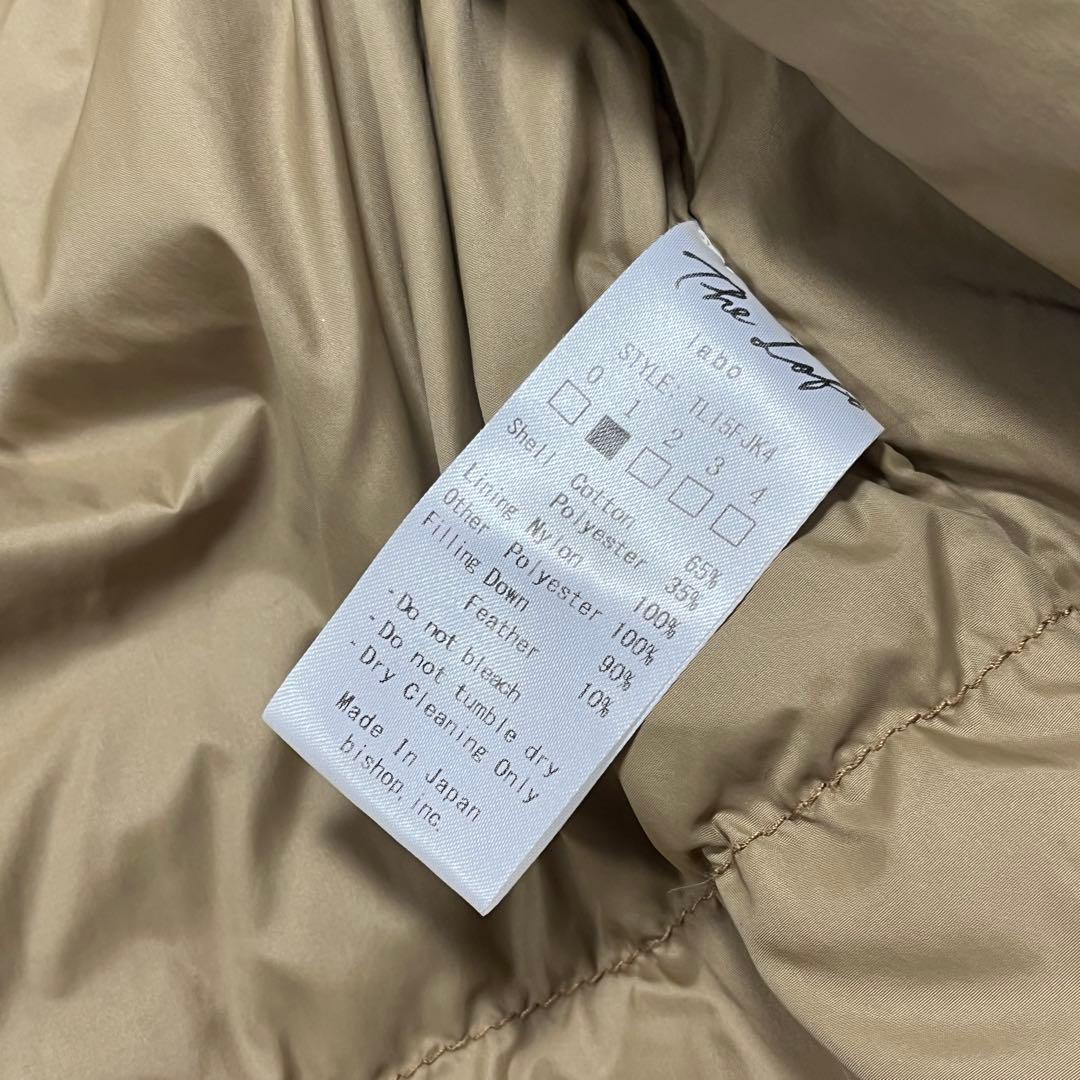 The Loft
labo
STYLE: TL15FJK4
0 1 2 3 4
Shell Cotton 65%
Polyester 35%
Lining Nylon 100%
Other Polyester 100%
Filling Down 90%
Feather 10%
- Do not bleach
- Do not tumble dry
- Dry Cleaning Only
Made In Japan
bishop, inc.